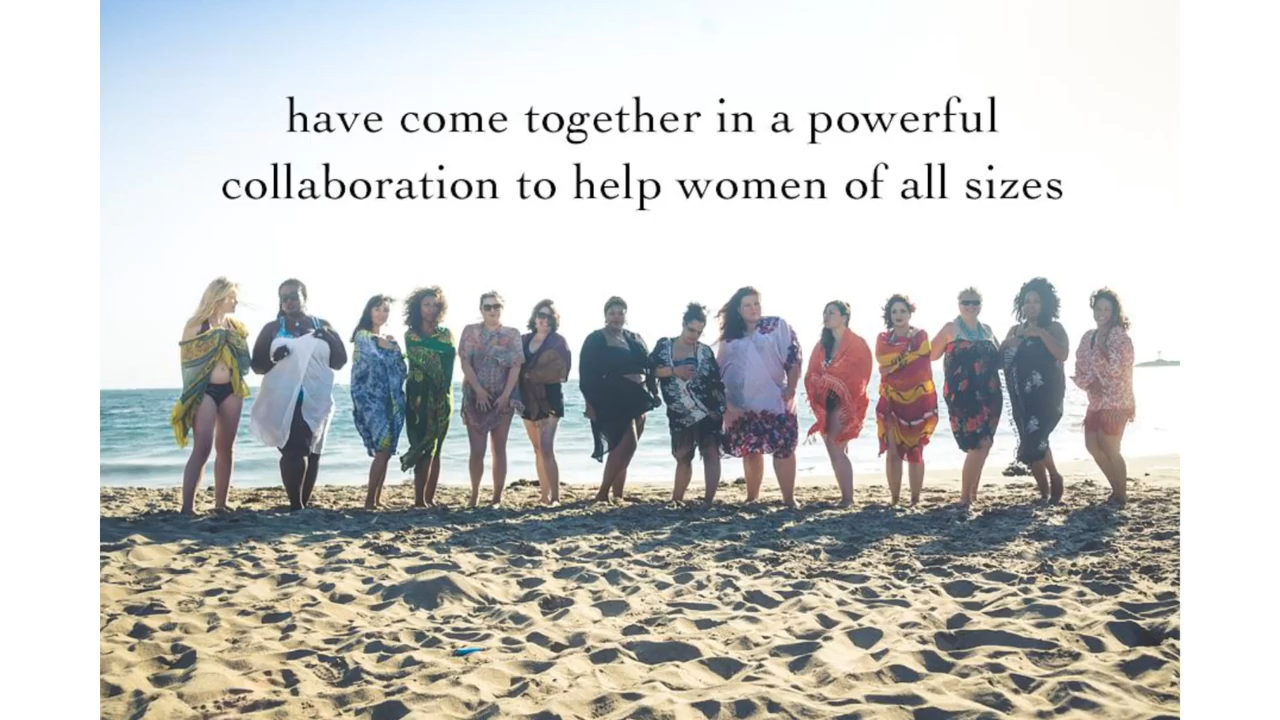 have come together in a powerful
collaboration to help women of all sizes